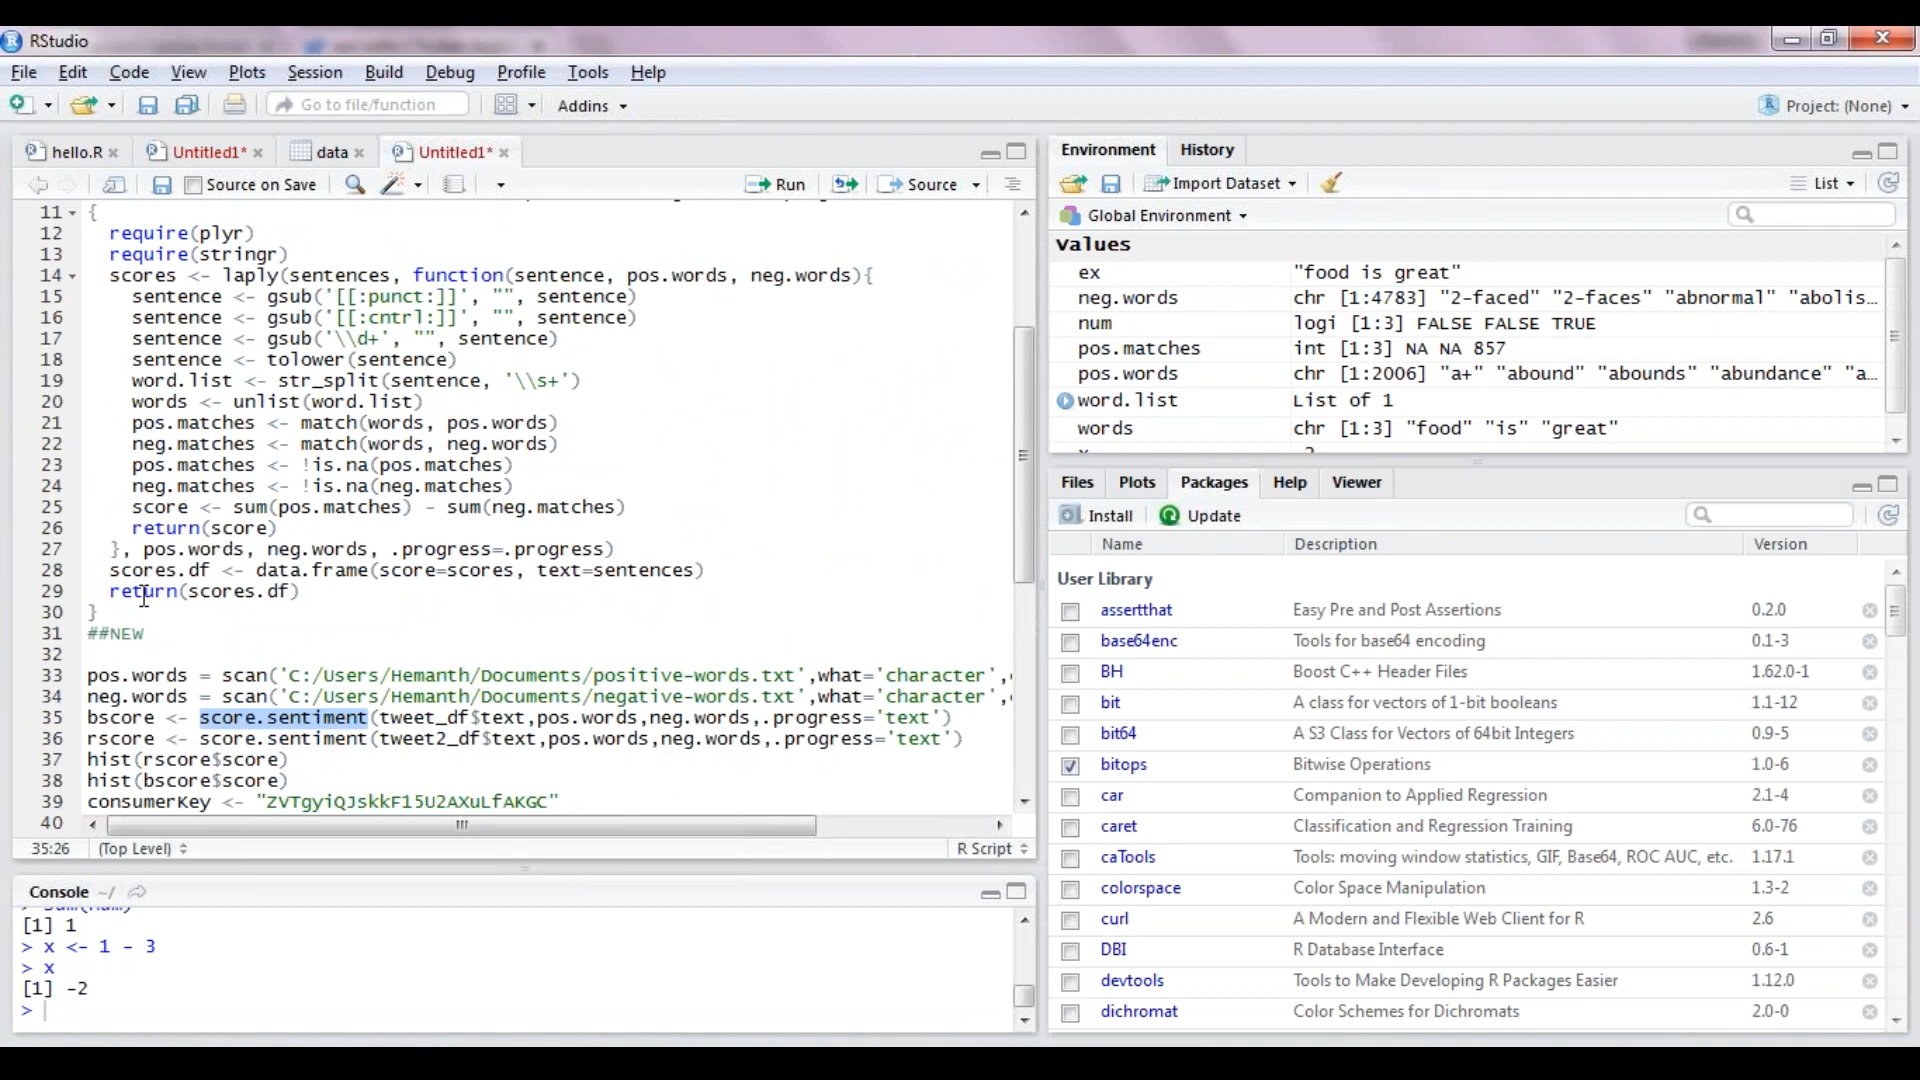 RStudio
File Edit Code View Plots Session Build Debug Profile Tools Help
Go to file/function Addins Project: (None)
hello.R Untitled1* data Untitled1*
Source on Save Run Source
11 {
12 require(plyr)
13 require(stringr)
14 scores <- laply(sentences, function(sentence, pos.words, neg.words){
15 sentence <- gsub('[[:punct:]]', "", sentence)
16 sentence <- gsub('[[:cntrl:]]', "", sentence)
17 sentence <- gsub('\\d+', "", sentence)
18 sentence <- tolower(sentence)
19 word.list <- str_split(sentence, '\\s+')
20 words <- unlist(word.list)
21 pos.matches <- match(words, pos.words)
22 neg.matches <- match(words, neg.words)
23 pos.matches <- !is.na(pos.matches)
24 neg.matches <- !is.na(neg.matches)
25 score <- sum(pos.matches) - sum(neg.matches)
26 return(score)
27 }, pos.words, neg.words, .progress=.progress)
28 scores.df <- data.frame(score=scores, text=sentences)
29 return(scores.df)
30 }
31 ##NEW
32
33 pos.words = scan('C:/Users/Hemanth/Documents/positive-words.txt',what='character',
34 neg.words = scan('C:/Users/Hemanth/Documents/negative-words.txt',what='character',
35 bscore <- score.sentiment(tweet_df$text,pos.words,neg.words,.progress='text')
36 rscore <- score.sentiment(tweet2_df$text,pos.words,neg.words,.progress='text')
37 hist(rscore$score)
38 hist(bscore$score)
39 consumerKey <- "ZVTgyiQJskkF15U2AXuLfAKGC"
40
35:26 (Top Level) R Script
Console ~/
[1] 1
> x <- 1 - 3
> x
[1] -2
>
Environment History
Import Dataset List
Global Environment
Values
ex "food is great"
neg.words chr [1:4783] "2-faced" "2-faces" "abnormal" "abolis...
num logi [1:3] FALSE FALSE TRUE
pos.matches int [1:3] NA NA 857
pos.words chr [1:2006] "a+" "abound" "abounds" "abundance" "a...
word.list List of 1
words chr [1:3] "food" "is" "great"
Files Plots Packages Help Viewer
Install Update
Name Description Version
User Library
assertthat Easy Pre and Post Assertions 0.2.0
base64enc Tools for base64 encoding 0.1-3
BH Boost C++ Header Files 1.62.0-1
bit A class for vectors of 1-bit booleans 1.1-12
bit64 A S3 Class for Vectors of 64bit Integers 0.9-5
bitops Bitwise Operations 1.0-6
car Companion to Applied Regression 2.1-4
caret Classification and Regression Training 6.0-76
caTools Tools: moving window statistics, GIF, Base64, ROC AUC, etc. 1.17.1
colorspace Color Space Manipulation 1.3-2
curl A Modern and Flexible Web Client for R 2.6
DBI R Database Interface 0.6-1
devtools Tools to Make Developing R Packages Easier 1.12.0
dichromat Color Schemes for Dichromats 2.0-0